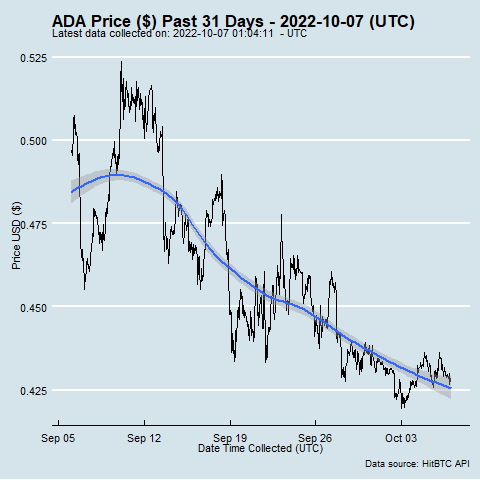 ADA Price ($) Past 31 Days - 2022-10-07 (UTC)
Latest data collected on: 2022-10-07 01:04:11 - UTC
0.525
0.500
0.475
0.450
0.425
Price USD ($)
Sep 05 Sep 12 Sep 19 Sep 26 Oct 03
Date Time Collected (UTC)
Data source: HitBTC API